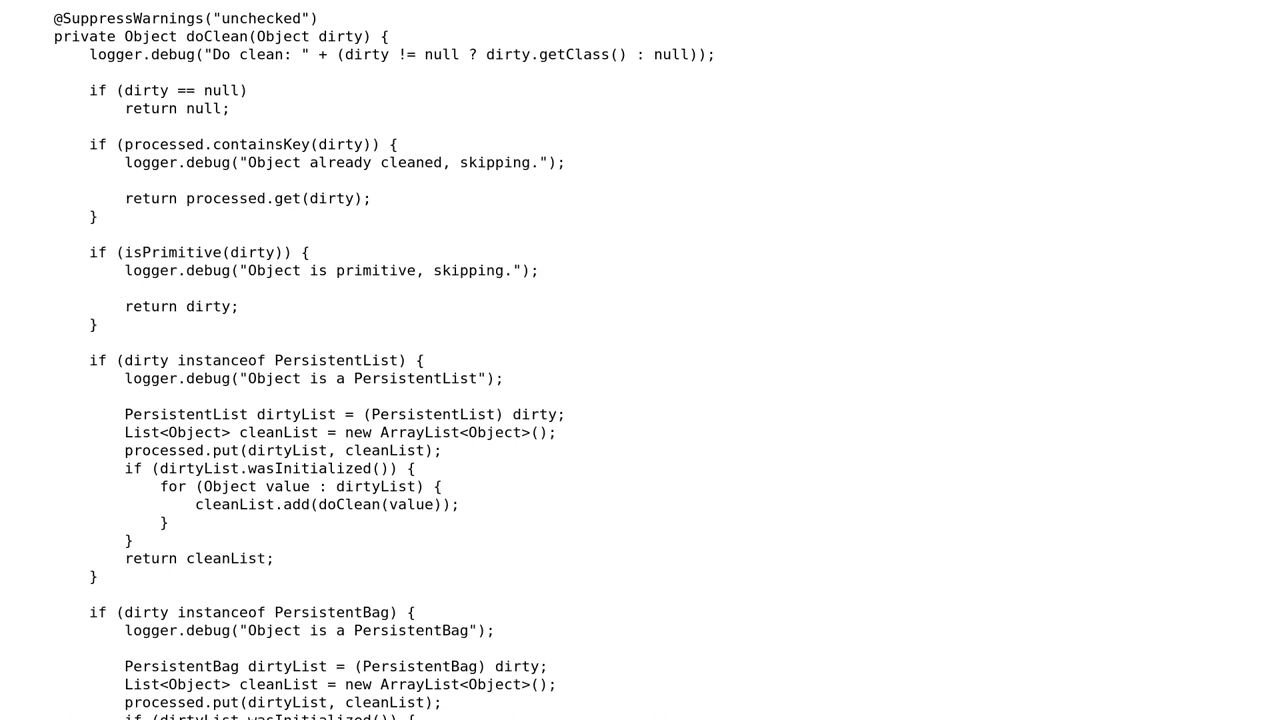 @SuppressWarnings("unchecked")
private Object doClean(Object dirty) {
logger.debug("Do clean: " + (dirty != null ? dirty.getClass() : null));
if (dirty == null)
return null;
if (processed.containsKey(dirty)) {
logger.debug("Object already cleaned, skipping.");
return processed.get(dirty);
}
if (isPrimitive(dirty)) {
logger.debug("Object is primitive, skipping.");
return dirty;
}
if (dirty instanceof PersistentList) {
logger.debug("Object is a PersistentList");
PersistentList dirtyList = (PersistentList) dirty;
List<Object> cleanList = new ArrayList<Object>();
processed.put(dirtyList, cleanList);
if (dirtyList.wasInitialized()) {
for (Object value : dirtyList) {
cleanList.add(doClean(value));
}
}
return cleanList;
}
if (dirty instanceof PersistentBag) {
logger.debug("Object is a PersistentBag");
PersistentBag dirtyList = (PersistentBag) dirty;
List<Object> cleanList = new ArrayList<Object>();
processed.put(dirtyList, cleanList);
if (dirtyList.wasInitialized()) {